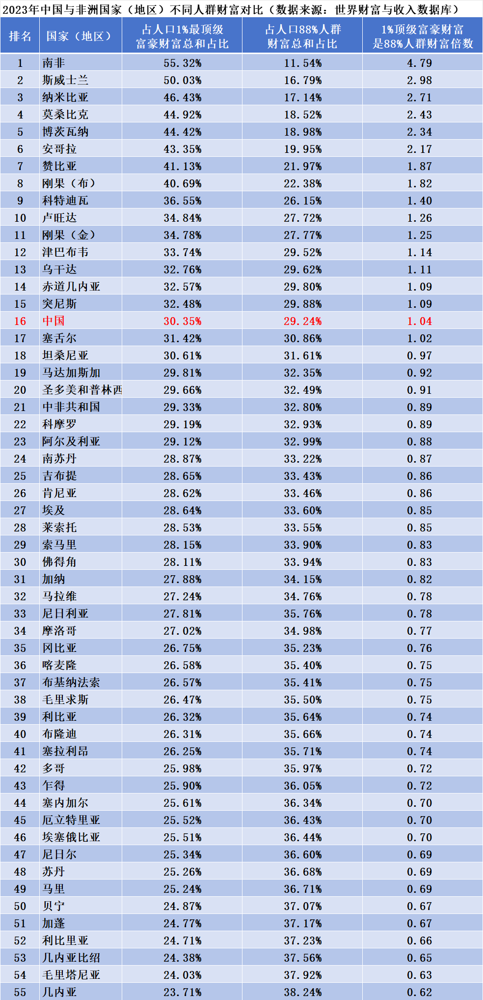 2023年中国与非洲国家（地区）不同人群财富对比（数据来源：世界财富与收入数据库）
排名 国家（地区） 占人口1%最顶级富豪财富总和占比 占人口88%人群财富总和占比 1%顶级富豪财富是88%人群财富倍数
1 南非 55.32% 11.54% 4.79
2 斯威士兰 50.03% 16.79% 2.98
3 纳米比亚 46.43% 17.14% 2.71
4 莫桑比克 44.92% 18.52% 2.43
5 博茨瓦纳 44.42% 18.98% 2.34
6 安哥拉 43.35% 19.95% 2.17
7 赞比亚 41.13% 21.97% 1.87
8 刚果（布） 40.69% 22.38% 1.82
9 科特迪瓦 36.55% 26.15% 1.40
10 卢旺达 34.84% 27.72% 1.26
11 刚果（金） 34.78% 27.77% 1.25
12 津巴布韦 33.74% 29.52% 1.14
13 乌干达 32.76% 29.62% 1.11
14 赤道几内亚 32.57% 29.80% 1.09
15 突尼斯 32.48% 29.88% 1.09
16 中国 30.35% 29.24% 1.04
17 塞舌尔 31.42% 30.86% 1.02
18 坦桑尼亚 30.61% 31.61% 0.97
19 马达加斯加 29.81% 32.35% 0.92
20 圣多美和普林西 29.66% 32.49% 0.91
21 中非共和国 29.33% 32.80% 0.89
22 科摩罗 29.19% 32.93% 0.89
23 阿尔及利亚 29.12% 32.99% 0.88
24 南苏丹 28.87% 33.22% 0.87
25 吉布提 28.65% 33.43% 0.86
26 肯尼亚 28.62% 33.46% 0.86
27 埃及 28.64% 33.60% 0.85
28 莱索托 28.53% 33.55% 0.85
29 索马里 28.15% 33.90% 0.83
30 佛得角 28.11% 33.94% 0.83
31 加纳 27.88% 34.15% 0.82
32 马拉维 27.24% 34.76% 0.78
33 尼日利亚 27.81% 35.76% 0.78
34 摩洛哥 27.02% 34.98% 0.77
35 冈比亚 26.75% 35.23% 0.76
36 喀麦隆 26.58% 35.40% 0.75
37 布基纳法索 26.57% 35.41% 0.75
38 毛里求斯 26.47% 35.50% 0.75
39 利比亚 26.32% 35.64% 0.74
40 布隆迪 26.31% 35.66% 0.74
41 塞拉利昂 26.25% 35.71% 0.74
42 多哥 25.98% 35.97% 0.72
43 乍得 25.90% 36.05% 0.72
44 塞内加尔 25.61% 36.34% 0.70
45 厄立特里亚 25.52% 36.43% 0.70
46 埃塞俄比亚 25.51% 36.44% 0.70
47 尼日尔 25.34% 36.60% 0.69
48 苏丹 25.26% 36.68% 0.69
49 马里 25.24% 36.71% 0.69
50 贝宁 24.87% 37.07% 0.67
51 加蓬 24.77% 37.17% 0.67
52 利比里亚 24.71% 37.23% 0.66
53 几内亚比绍 24.38% 37.56% 0.65
54 毛里塔尼亚 24.03% 37.92% 0.63
55 几内亚 23.71% 38.24% 0.62